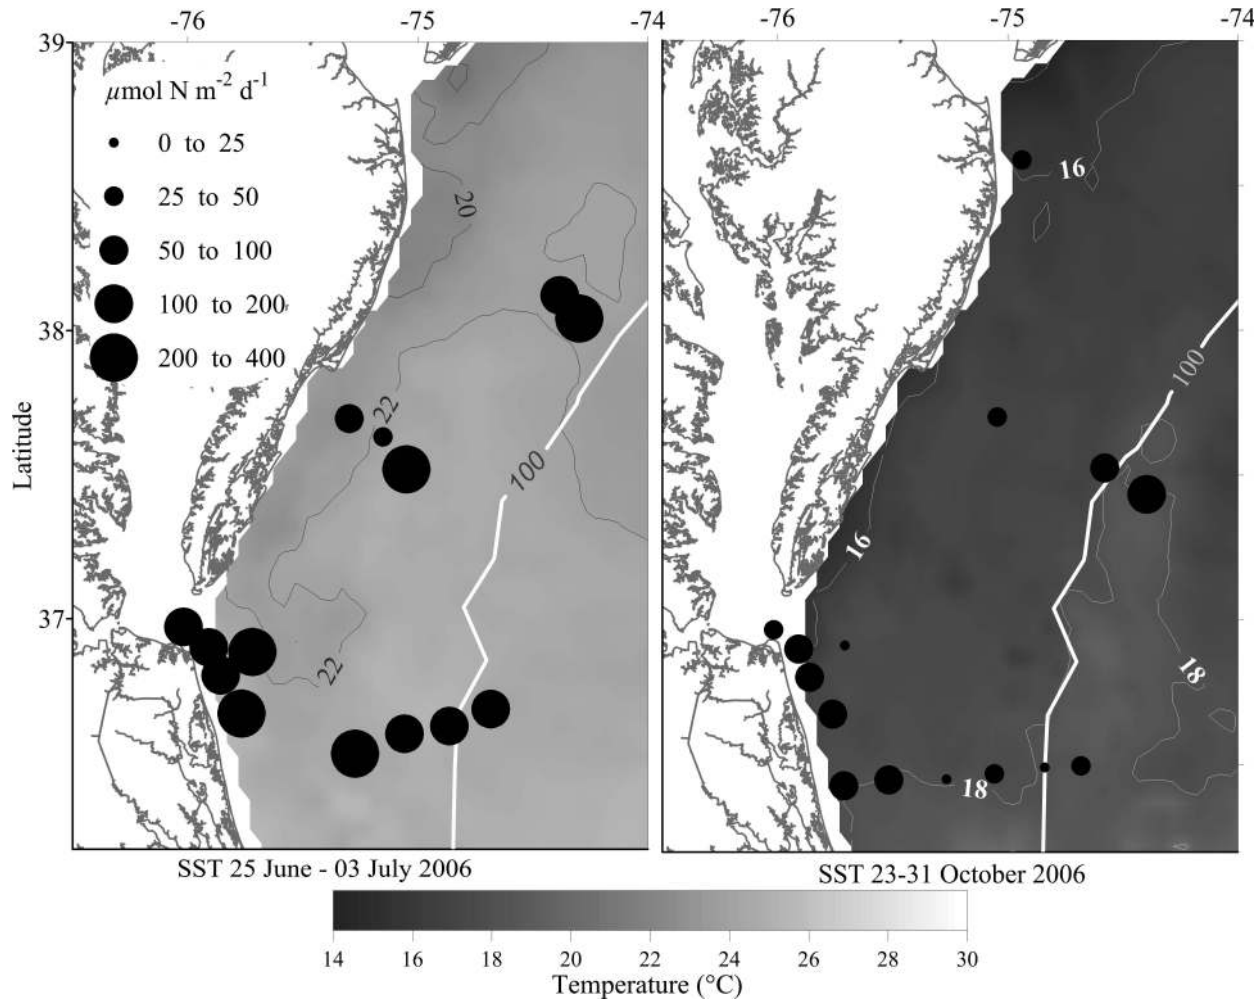 -76 -75 -74 -76 -75 -74
39
µmol N m-2 d-1
0 to 25
25 to 50
50 to 100
100 to 200
200 to 400
20
16
38
22
100
100
Latitude
16
37
22
18
18
SST 25 June - 03 July 2006
SST 23-31 October 2006
14 16 18 20 22 24 26 28 30
Temperature (°C)